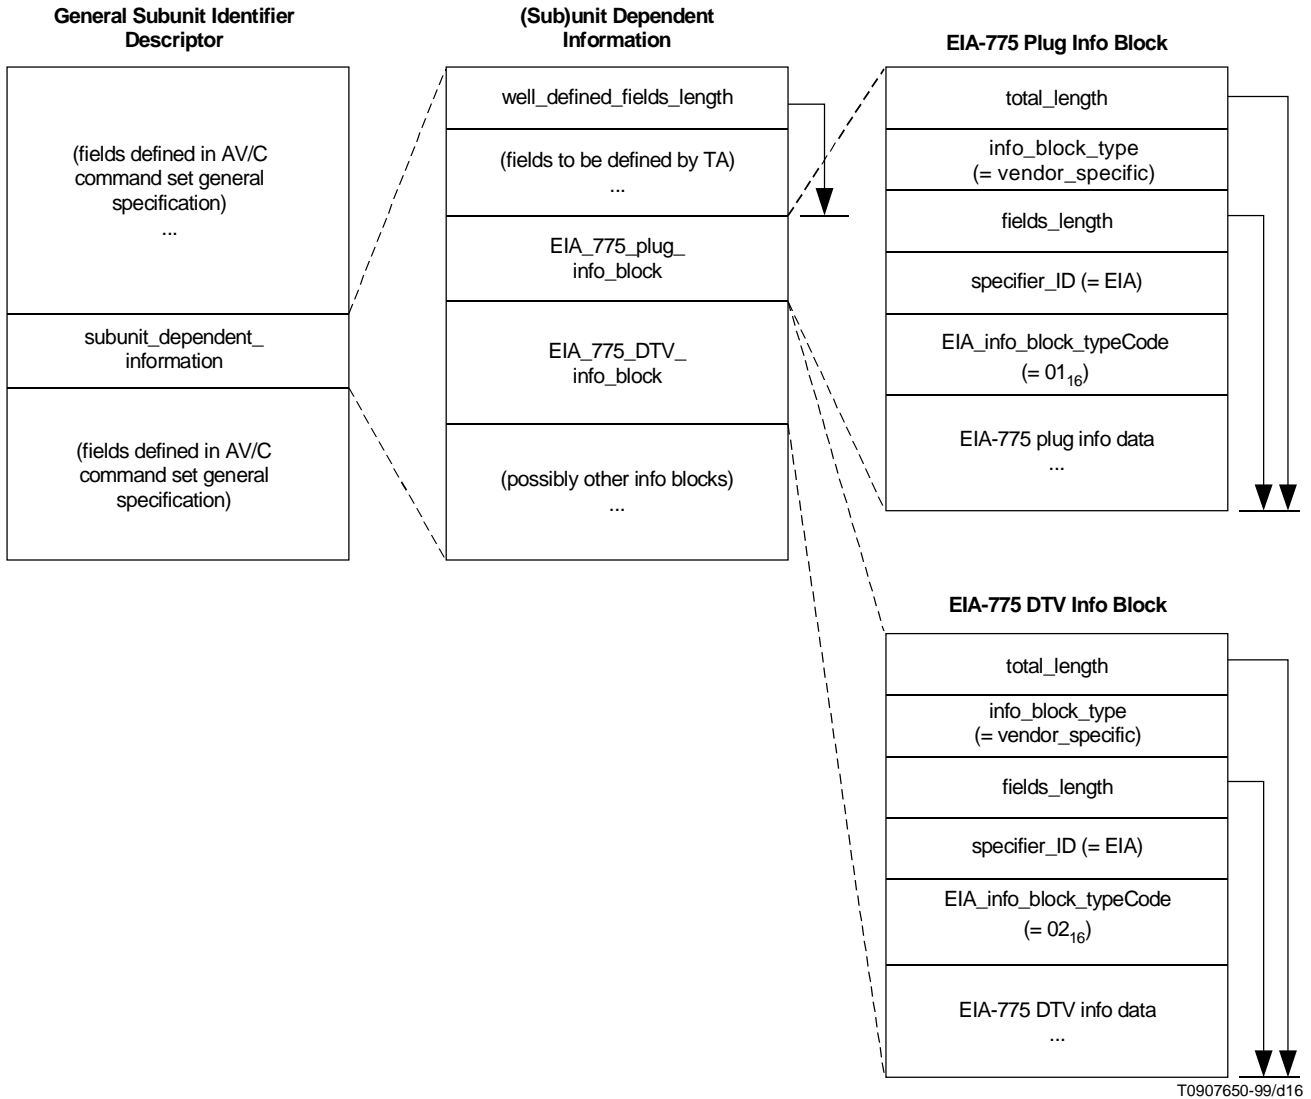 General Subunit Identifier
Descriptor
(fields defined in AV/C
command set general
specification)
...
subunit_dependent_
information
(fields defined in AV/C
command set general
specification)
(Sub)unit Dependent
Information
well_defined_fields_length
(fields to be defined by TA)
...
EIA_775_plug_
info_block
EIA_775_DTV_
info_block
(possibly other info blocks)
...
EIA-775 Plug Info Block
total_length
info_block_type
(= vendor_specific)
fields_length
specifier_ID (= EIA)
EIA_info_block_typeCode
(= 01₁₆)
EIA-775 plug info data
...
EIA-775 DTV Info Block
total_length
info_block_type
(= vendor_specific)
fields_length
specifier_ID (= EIA)
EIA_info_block_typeCode
(= 02₁₆)
EIA-775 DTV info data
...
T0907650-99/d16